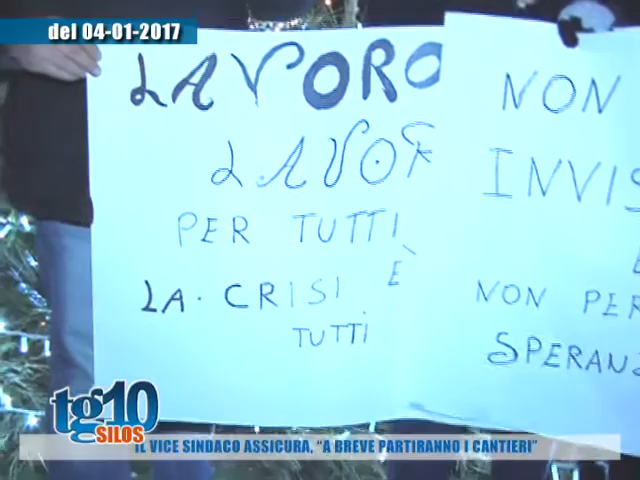 del 04-01-2017
LAVORO
LAVOR
PER TUTTI
LA CRISI È
TUTTI
NON
INVIS
NON PER
SPERANZ
tg10
SILOS
IL VICE SINDACO ASSICURA, “A BREVE PARTIRANNO I CANTIERI”